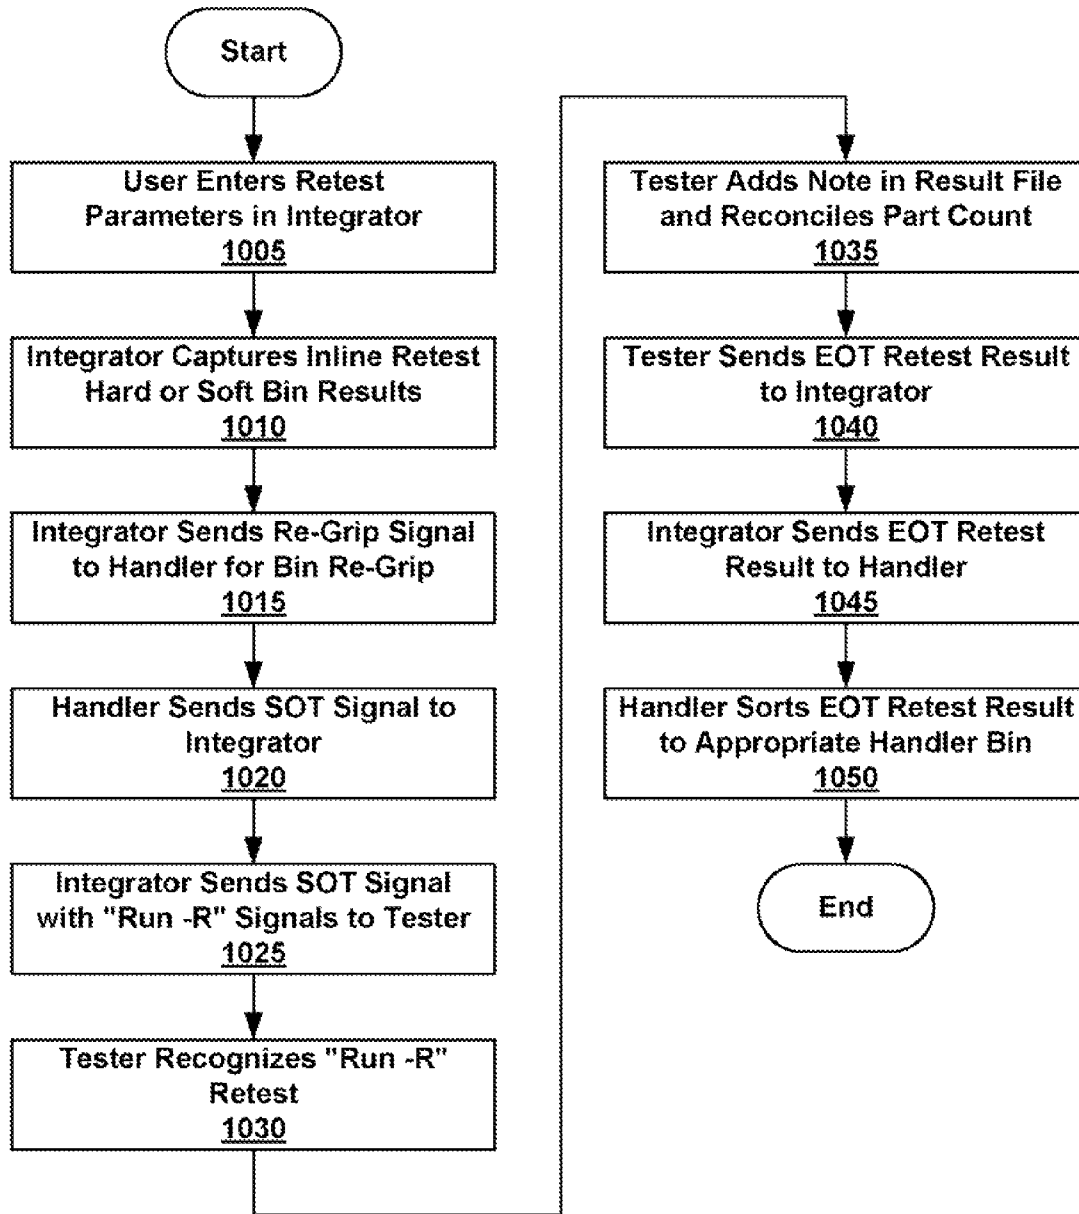 Start
User Enters Retest
Parameters in Integrator
1005
Integrator Captures Inline Retest
Hard or Soft Bin Results
1010
Integrator Sends Re-Grip Signal
to Handler for Bin Re-Grip
1015
Handler Sends SOT Signal to
Integrator
1020
Integrator Sends SOT Signal
with "Run -R" Signals to Tester
1025
Tester Recognizes "Run -R"
Retest
1030
Tester Adds Note in Result File
and Reconciles Part Count
1035
Tester Sends EOT Retest Result
to Integrator
1040
Integrator Sends EOT Retest
Result to Handler
1045
Handler Sorts EOT Retest Result
to Appropriate Handler Bin
1050
End